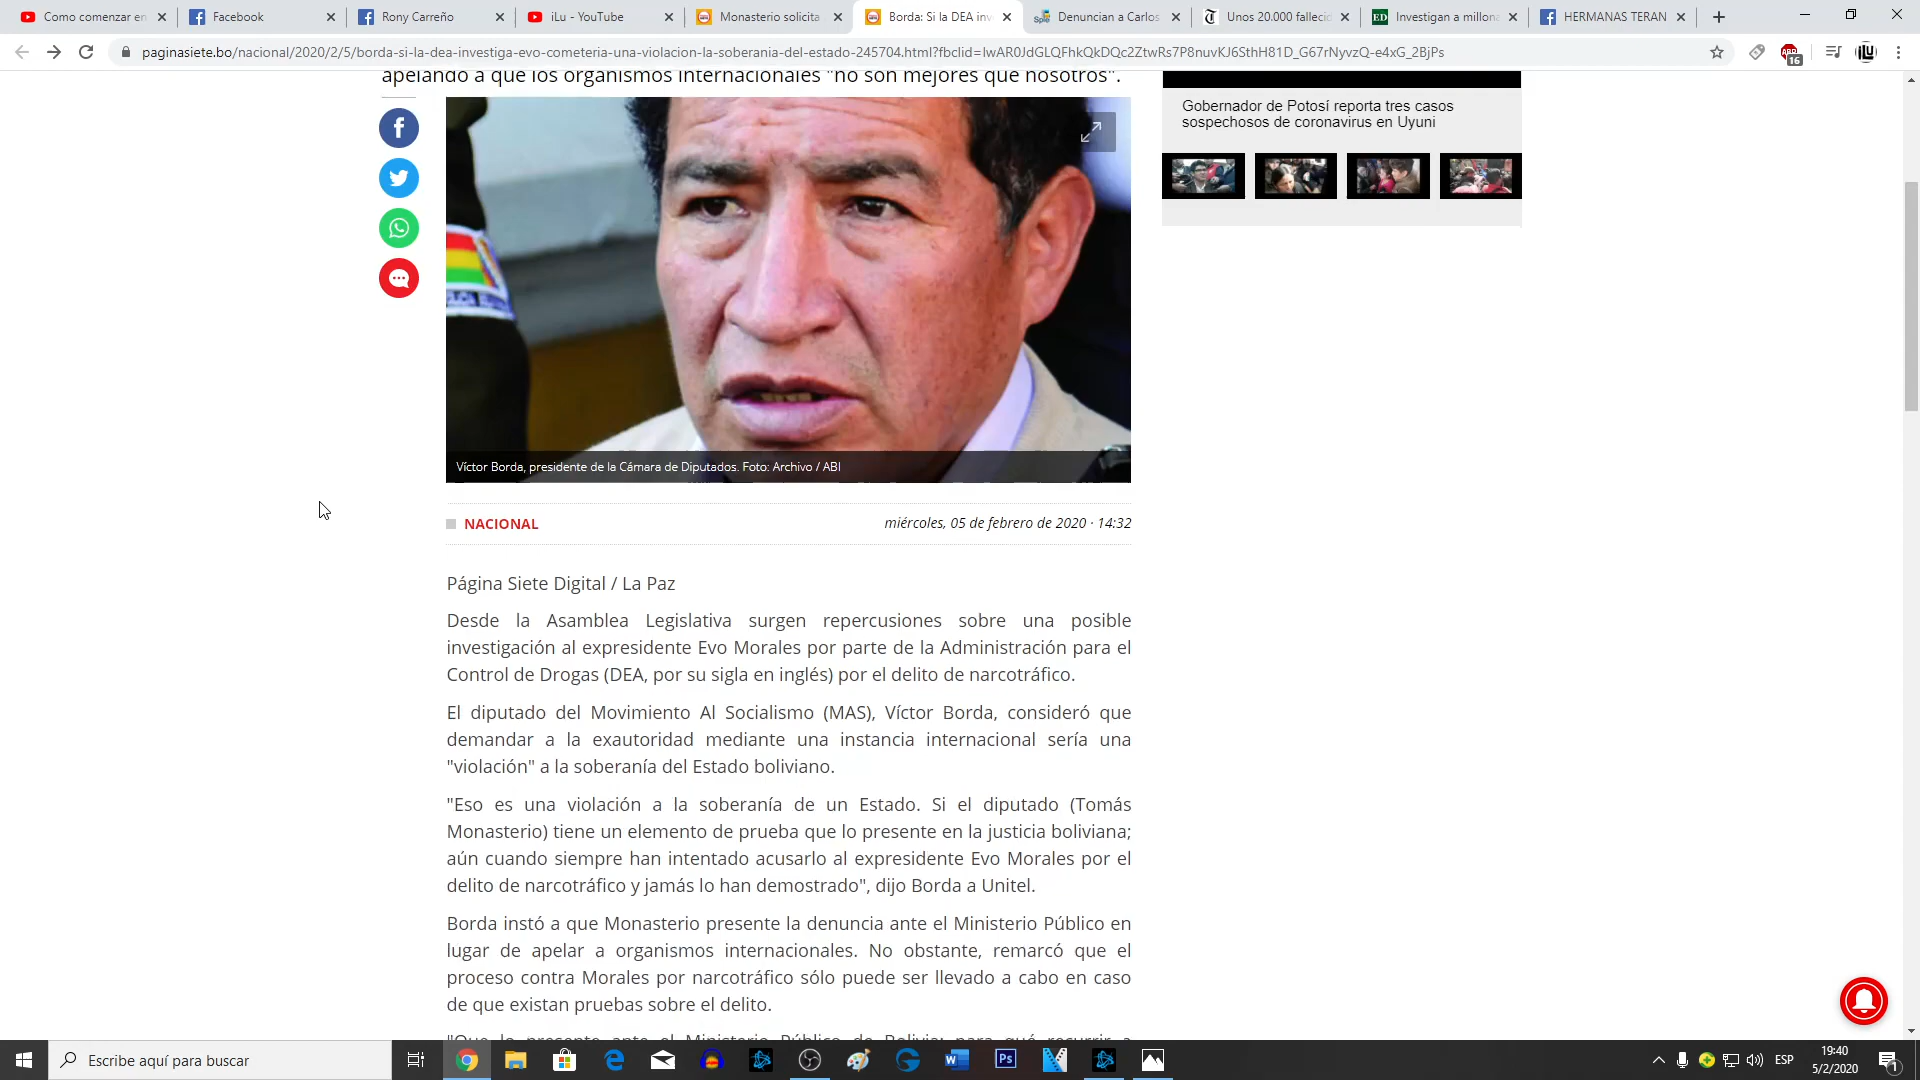 Como comenzar en
Facebook
Rony Carreño
iLu - YouTube
Monasterio solicita
Borda: Si la DEA inv
Denuncian a Carlos
Unos 20.000 falleci
Investigan a millona
HERMANAS TERAN
paginasiete.bo/nacional/2020/2/5/borda-si-la-dea-investiga-evo-cometeria-una-violacion-la-soberania-del-estado-245704.html?fbclid=IwAR0JdGLQFhkQkDQc2ZtwRs7P8nuvKJ6SthH81D_G67rNyvzQ-e4xG_2BjPs
16
apelando a que los organismos internacionales "no son mejores que nosotros".
Gobernador de Potosí reporta tres casos
sospechosos de coronavirus en Uyuni
Víctor Borda, presidente de la Cámara de Diputados. Foto: Archivo / ABI
NACIONAL
miércoles, 05 de febrero de 2020 · 14:32
Página Siete Digital / La Paz
Desde la Asamblea Legislativa surgen repercusiones sobre una posible
investigación al expresidente Evo Morales por parte de la Administración para el
Control de Drogas (DEA, por su sigla en inglés) por el delito de narcotráfico.
El diputado del Movimiento Al Socialismo (MAS), Víctor Borda, consideró que
demandar a la exautoridad mediante una instancia internacional sería una
"violación" a la soberanía del Estado boliviano.
"Eso es una violación a la soberanía de un Estado. Si el diputado (Tomás
Monasterio) tiene un elemento de prueba que lo presente en la justicia boliviana;
aún cuando siempre han intentado acusarlo al expresidente Evo Morales por el
delito de narcotráfico y jamás lo han demostrado", dijo Borda a Unitel.
Borda instó a que Monasterio presente la denuncia ante el Ministerio Público en
lugar de apelar a organismos internacionales. No obstante, remarcó que el
proceso contra Morales por narcotráfico sólo puede ser llevado a cabo en caso
de que existan pruebas sobre el delito.
"Que lo presente ante el Ministerio Público de Bolivia; para qué recurrir a
Escribe aquí para buscar
ESP
19:40
5/2/2020
1